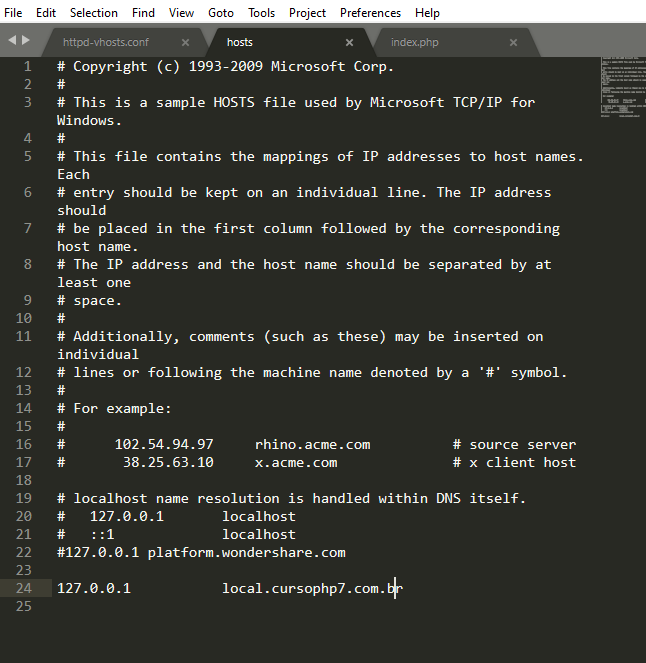 File Edit Selection Find View Goto Tools Project Preferences Help
httpd-vhosts.conf hosts index.php
1 # Copyright (c) 1993-2009 Microsoft Corp.
2 #
3 # This is a sample HOSTS file used by Microsoft TCP/IP for
Windows.
4 #
5 # This file contains the mappings of IP addresses to host names.
Each
6 # entry should be kept on an individual line. The IP address
should
7 # be placed in the first column followed by the corresponding
host name.
8 # The IP address and the host name should be separated by at
least one
9 # space.
10 #
11 # Additionally, comments (such as these) may be inserted on
individual
12 # lines or following the machine name denoted by a '#' symbol.
13 #
14 # For example:
15 #
16 #      102.54.94.97     rhino.acme.com          # source server
17 #       38.25.63.10     x.acme.com              # x client host
18
19 # localhost name resolution is handled within DNS itself.
20 #   127.0.0.1       localhost
21 #   ::1             localhost
22 #127.0.0.1 platform.wondershare.com
23
24 127.0.0.1           local.cursophp7.com.br
25